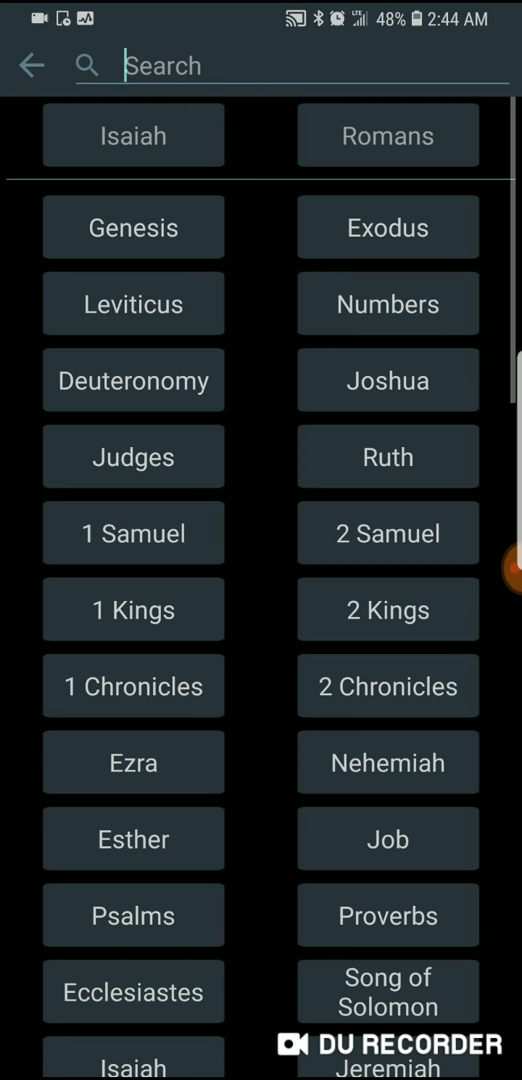 48% 2:44 AM
Search
Isaiah Romans
Genesis Exodus
Leviticus Numbers
Deuteronomy Joshua
Judges Ruth
1 Samuel 2 Samuel
1 Kings 2 Kings
1 Chronicles 2 Chronicles
Ezra Nehemiah
Esther Job
Psalms Proverbs
Ecclesiastes Song of
Solomon
DU RECORDER
Isaiah Jeremiah